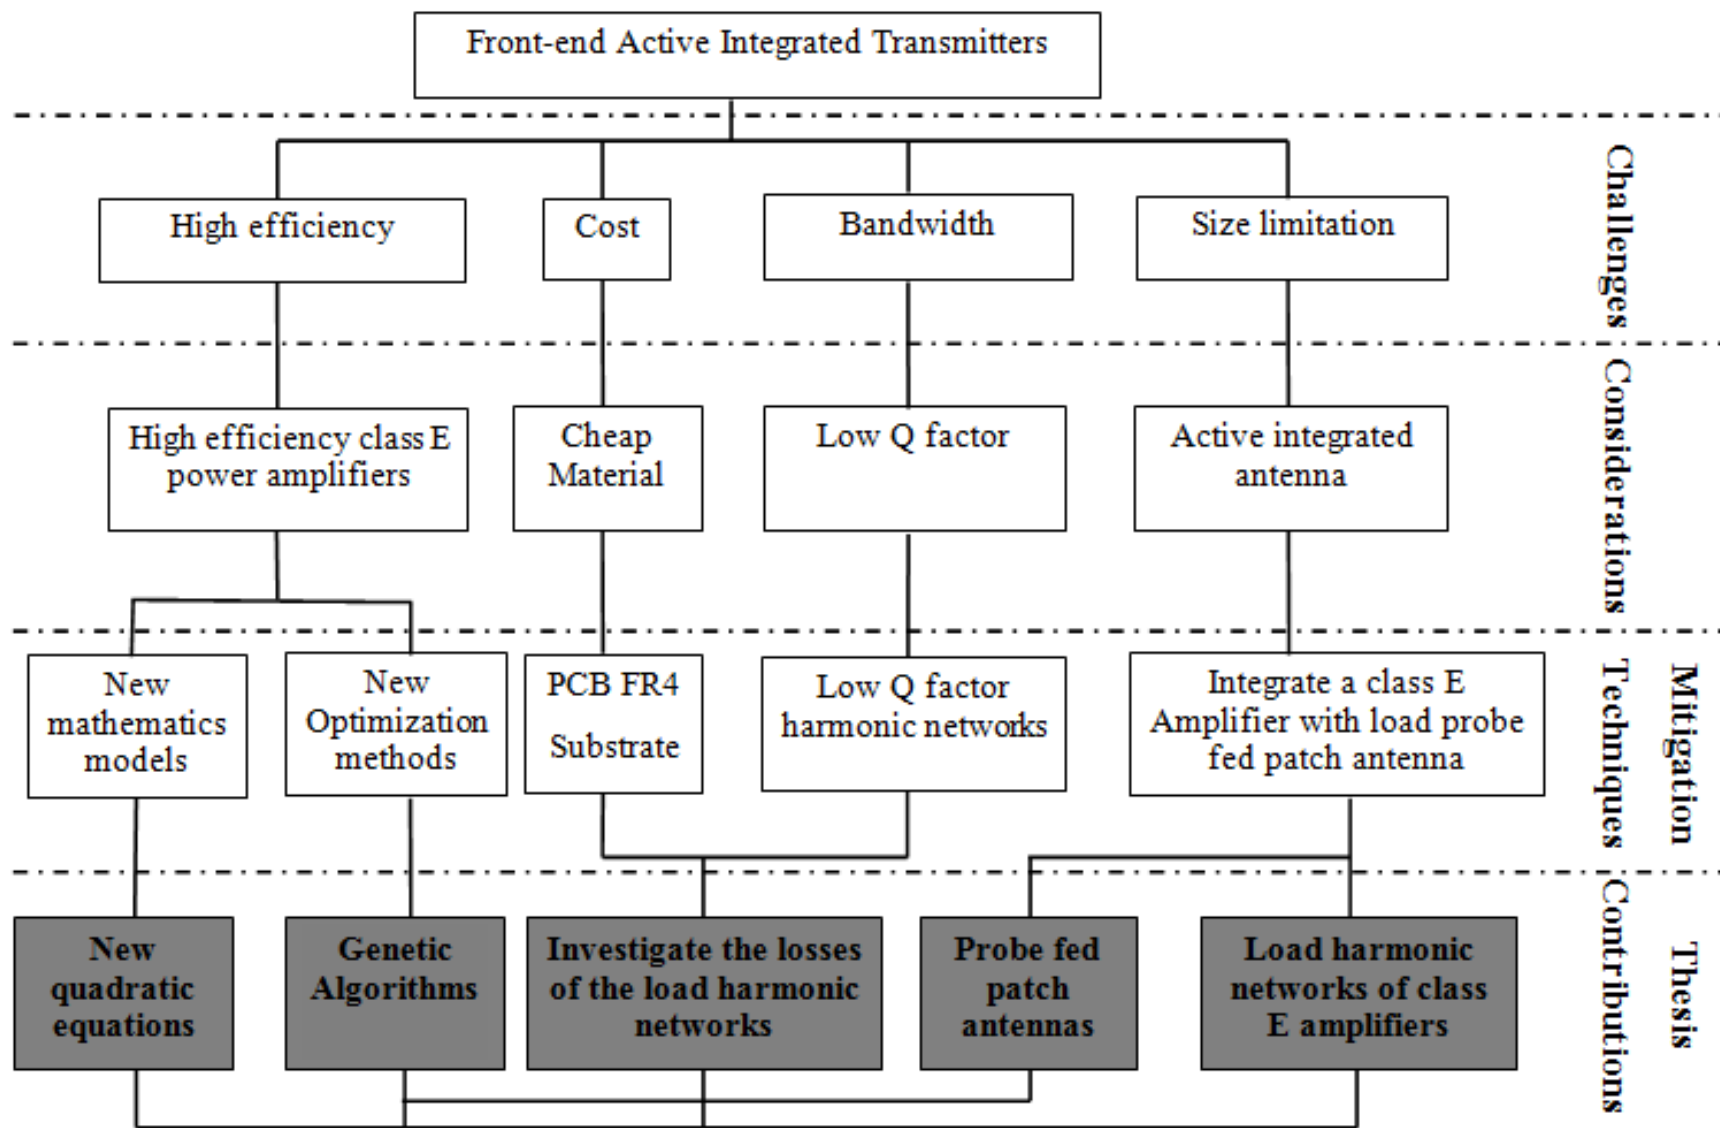 Front-end Active Integrated Transmitters
High efficiency
Cost
Bandwidth
Size limitation
Challenges
High efficiency class E
power amplifiers
Cheap
Material
Low Q factor
Active integrated
antenna
Considerations
New
mathematics
models
New
Optimization
methods
PCB FR4
Substrate
Low Q factor
harmonic networks
Integrate a class E
Amplifier with load probe
fed patch antenna
Mitigation
Techniques
New
quadratic
equations
Genetic
Algorithms
Investigate the losses
of the load harmonic
networks
Probe fed
patch
antennas
Load harmonic
networks of class
E amplifiers
Thesis
Contributions